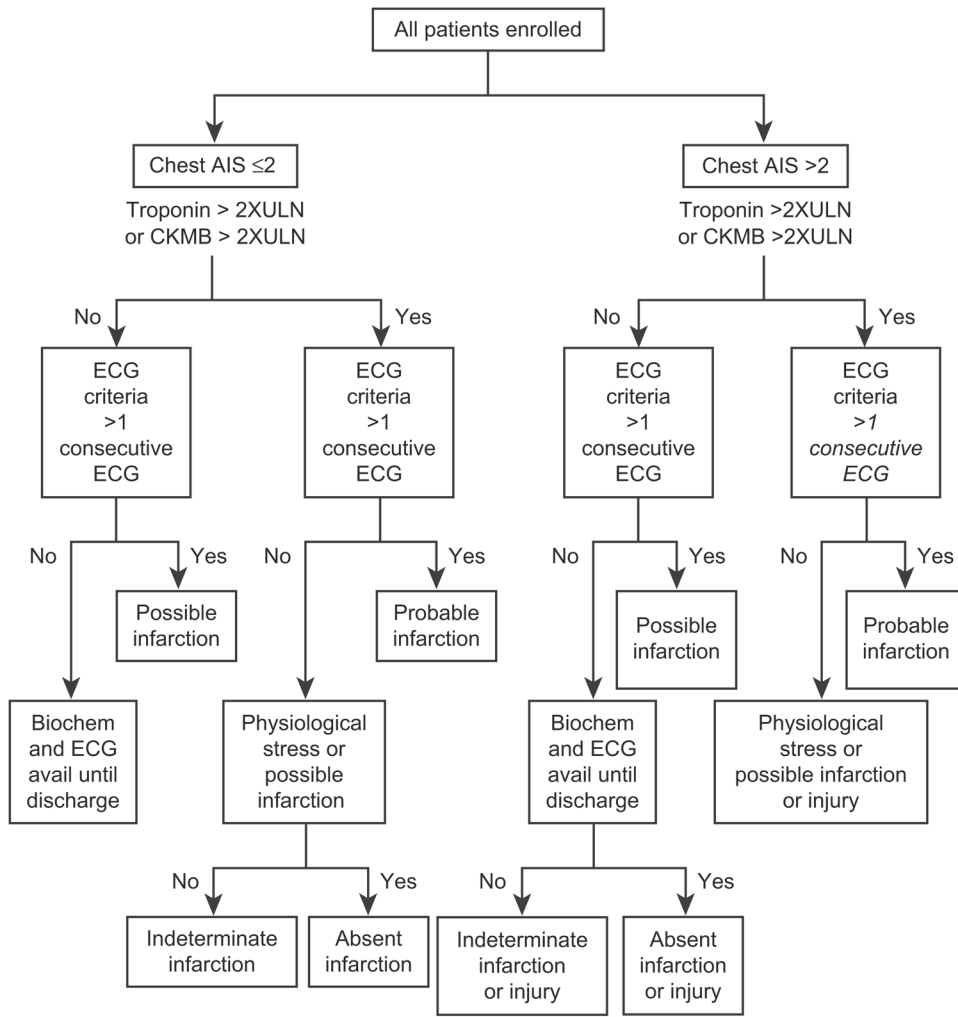 All patients enrolled
Chest AIS ≤2
Chest AIS >2
Troponin > 2XULN
or CKMB > 2XULN
Troponin >2XULN
or CKMB >2XULN
No
Yes
No
Yes
ECG
criteria
>1
consecutive
ECG
ECG
criteria
>1
consecutive
ECG
ECG
criteria
>1
consecutive
ECG
ECG
criteria
>1
consecutive
ECG
No
Yes
No
Yes
No
Yes
No
Yes
Possible
infarction
Probable
infarction
Possible
infarction
Probable
infarction
Biochem
and ECG
avail until
discharge
Physiological
stress or
possible
infarction
Biochem
and ECG
avail until
discharge
Physiological
stress or
possible infarction
or injury
No
Yes
No
Yes
Indeterminate
infarction
Absent
infarction
Indeterminate
infarction
or injury
Absent
infarction
or injury